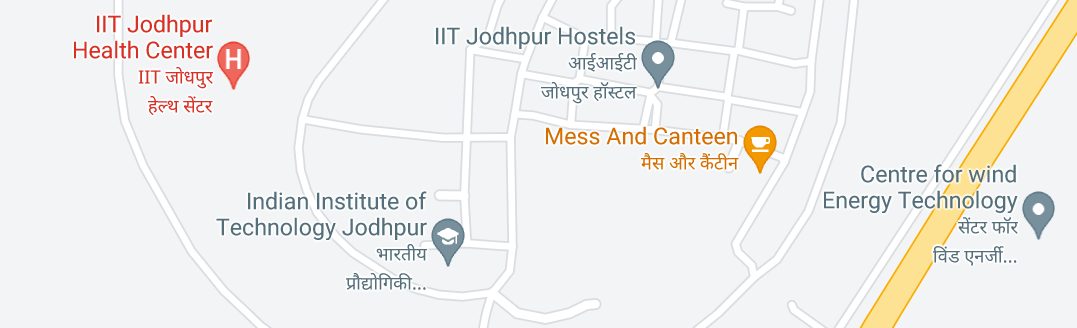 IIT Jodhpur
Health Center
IIT जोधपुर
हेल्थ सेंटर
H
IIT Jodhpur Hostels
आईआईटी
जोधपुर हॉस्टल
Mess And Canteen
मैस और कैंटीन
Centre for wind
Energy Technology
सेंटर फॉर
विंड एनर्जी...
Indian Institute of
Technology Jodhpur
भारतीय
प्रौद्योगिकी...